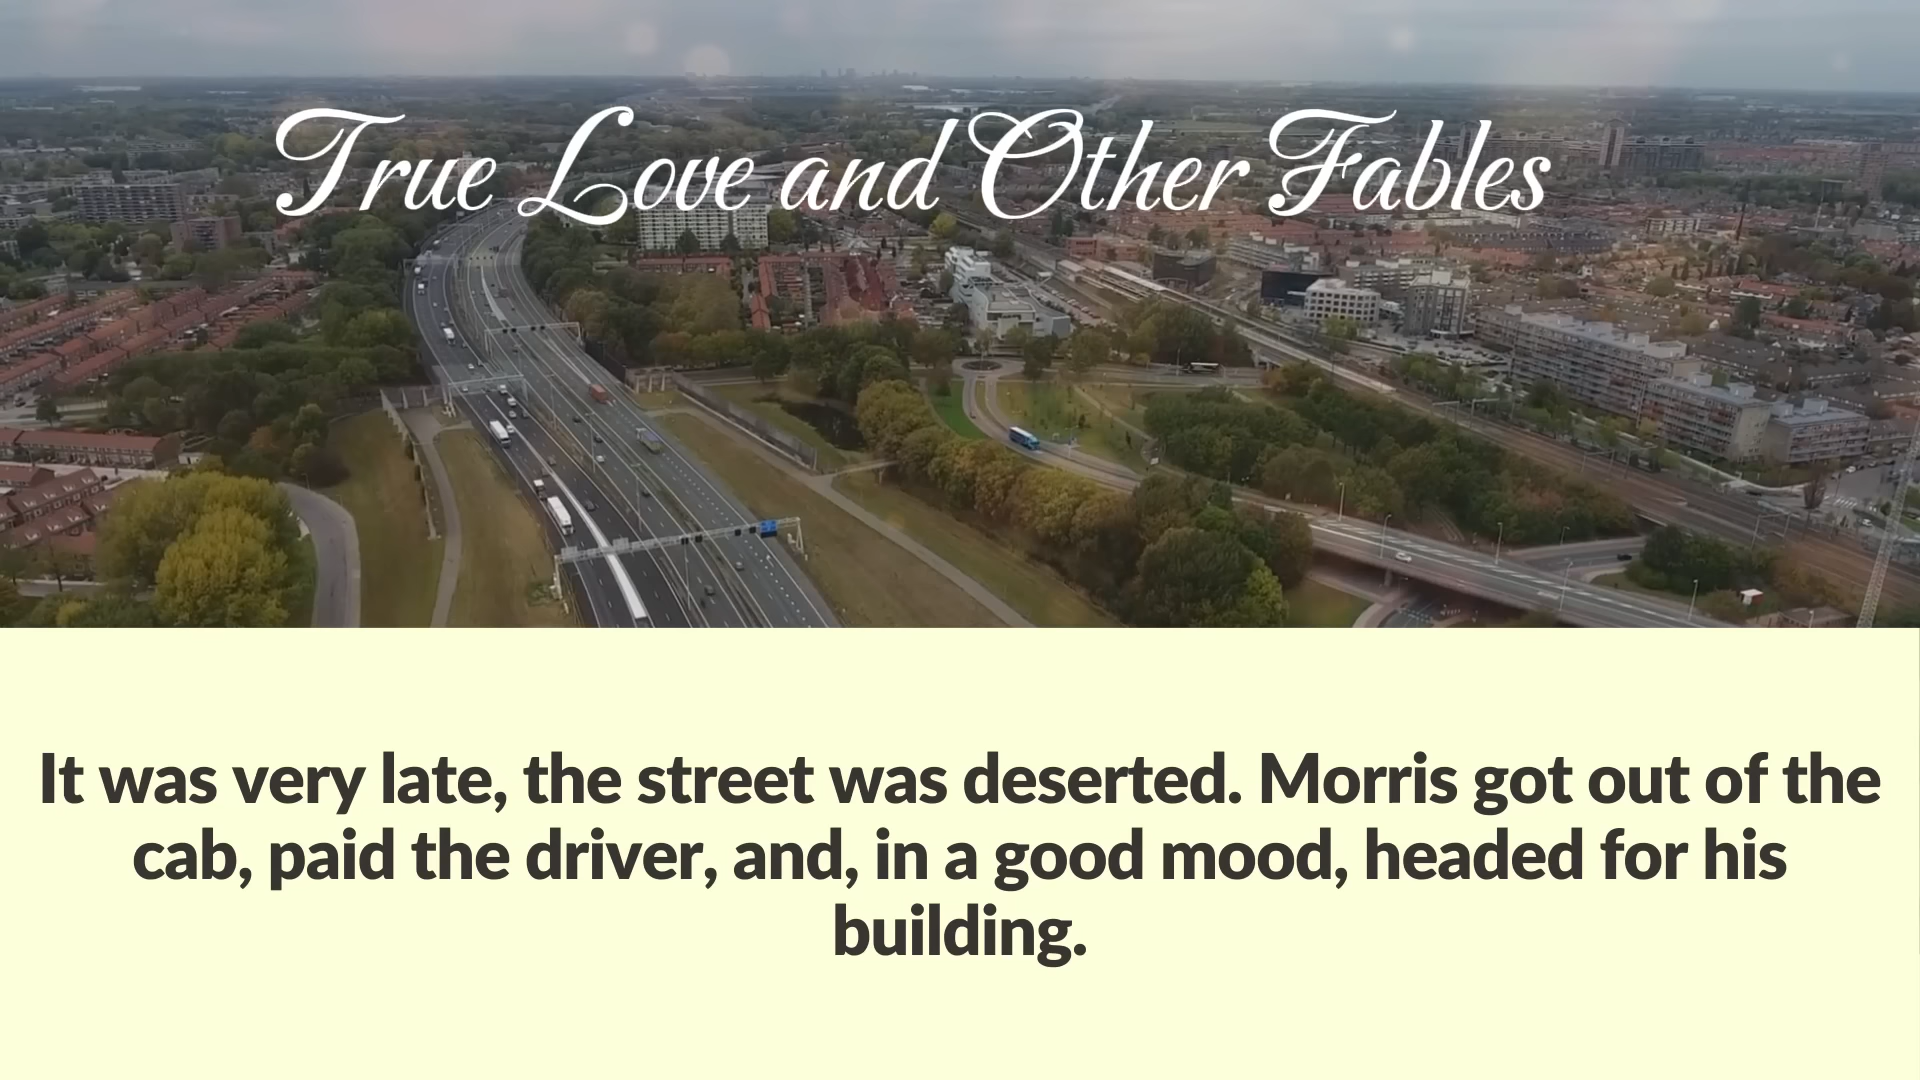 True Love and Other Fables
It was very late, the street was deserted. Morris got out of the
cab, paid the driver, and, in a good mood, headed for his
building.